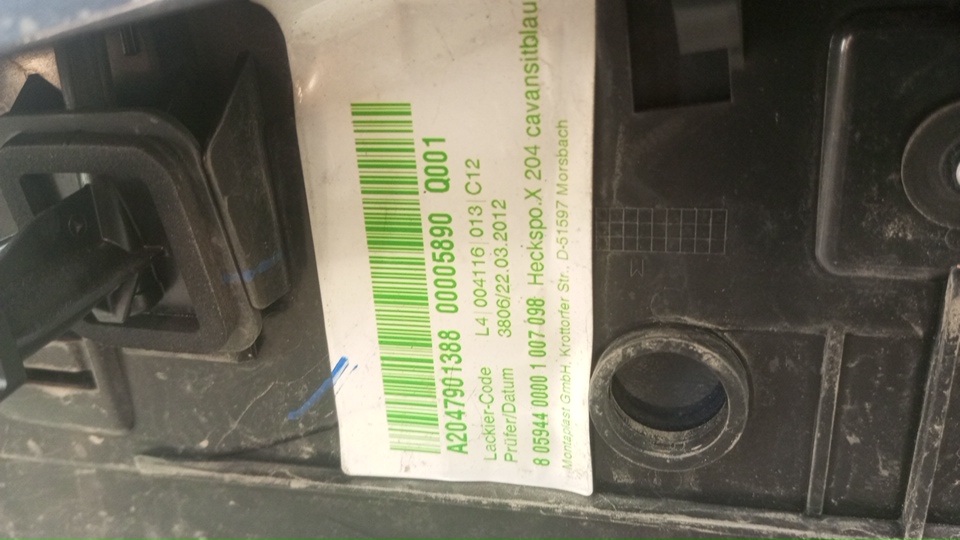 A2047901388 00005890 Q001
Lackier-Code L4|004116|013|C12
Prüfer/Datum 3806/22.03.2012
8 05944 0000 1 007 098 Heckspo.X 204 cavansitblau
Montaplast GmbH, Krottorfer Str., D-51597 Morsbach